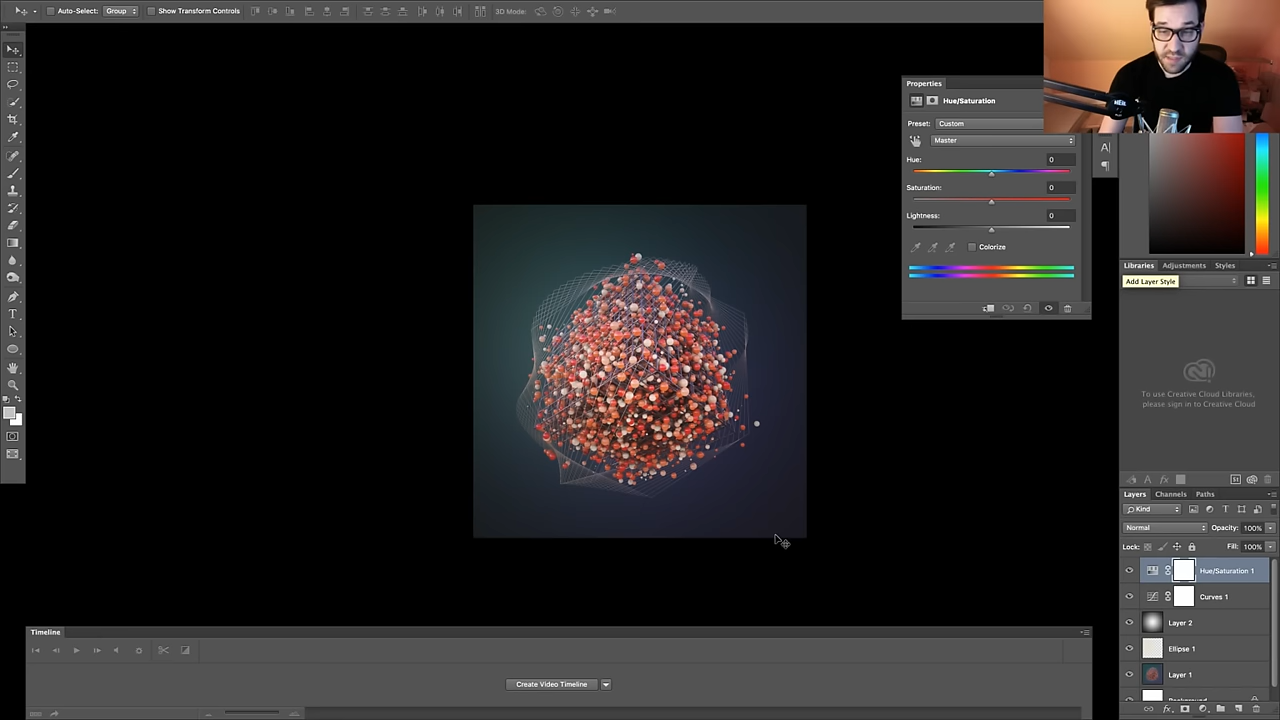 Auto-Select: Group Show Transform Controls 3D Mode:
Properties
Hue/Saturation
Preset: Custom
Master
Hue: 0
Saturation: 0
Lightness: 0
Colorize
Libraries Adjustments Styles
Add Layer Style
To use Creative Cloud Libraries,
please sign in to Creative Cloud
Layers Channels Paths
Kind
Normal Opacity: 100%
Lock: Fill: 100%
Hue/Saturation 1
Curves 1
Layer 2
Ellipse 1
Layer 1
Background
Timeline
Create Video Timeline